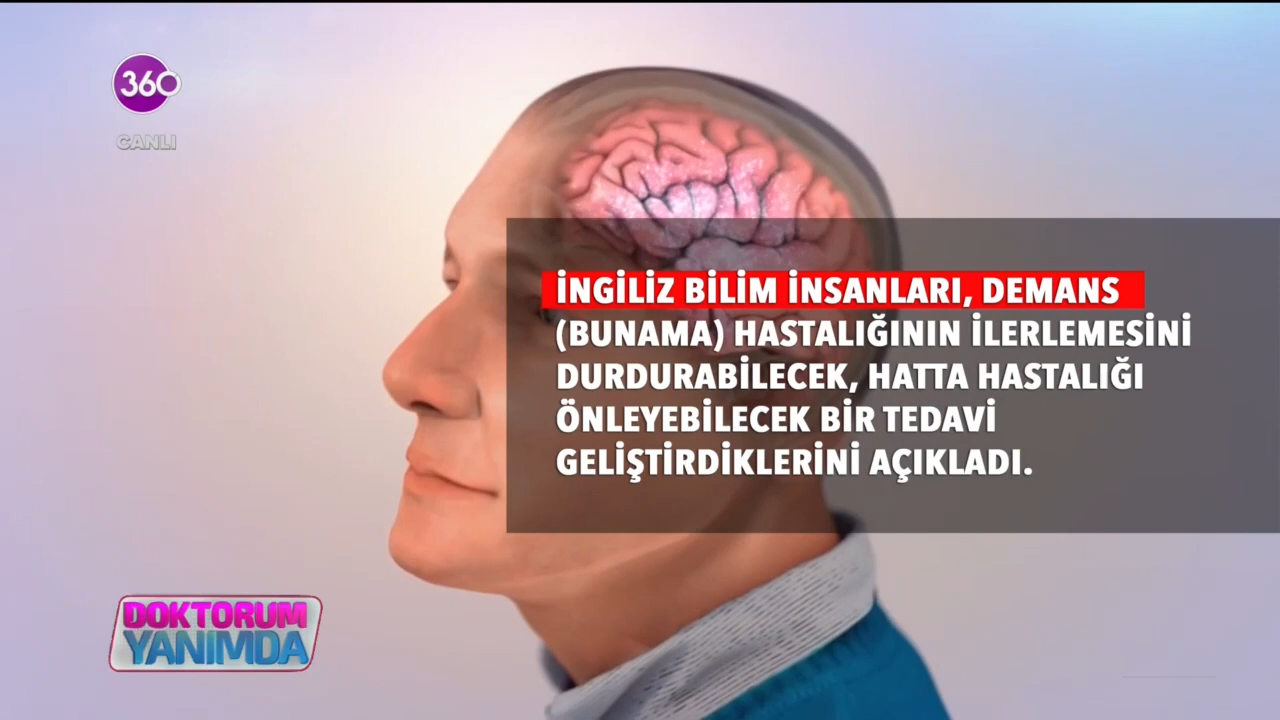 360
CANLI
İNGİLİZ BİLİM İNSANLARI, DEMANS
(BUNAMA) HASTALIĞININ İLERLEMESİNİ
DURDURABİLECEK, HATTA HASTALIĞI
ÖNLEYEBİLECEK BİR TEDAVİ
GELİŞTİRDİKLERİNİ AÇIKLADI.
DOKTORUM
YANIMDA